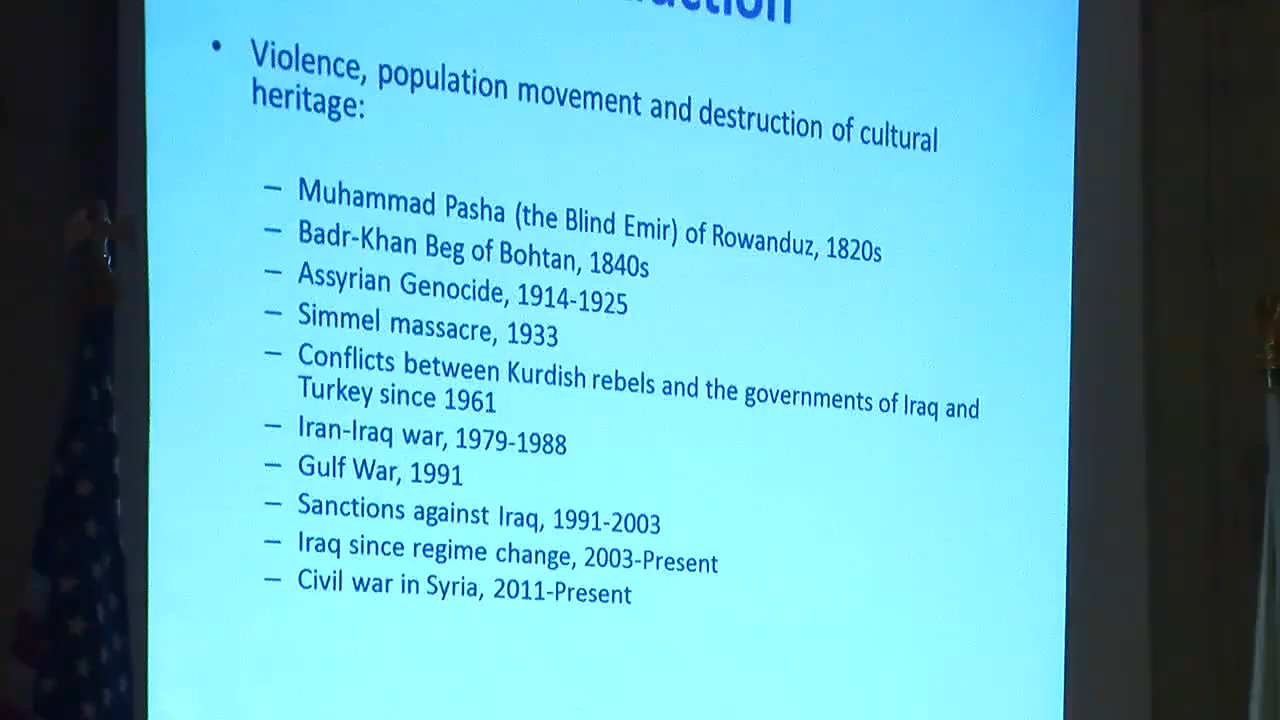 • Violence, population movement and destruction of cultural
heritage:
– Muhammad Pasha (the Blind Emir) of Rowanduz, 1820s
– Badr-Khan Beg of Bohtan, 1840s
– Assyrian Genocide, 1914-1925
– Simmel massacre, 1933
– Conflicts between Kurdish rebels and the governments of Iraq and
Turkey since 1961
– Iran-Iraq war, 1979-1988
– Gulf War, 1991
– Sanctions against Iraq, 1991-2003
– Iraq since regime change, 2003-Present
– Civil war in Syria, 2011-Present